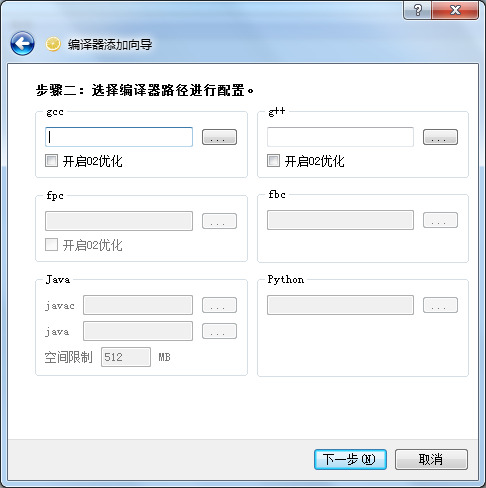 编译器添加向导
步骤二：选择编译器路径进行配置。
gcc
...
开启O2优化
g++
...
开启O2优化
fpc
...
开启O2优化
fbc
...
Java
javac
...
java
...
空间限制 512 MB
Python
...
下一步(N)
取消